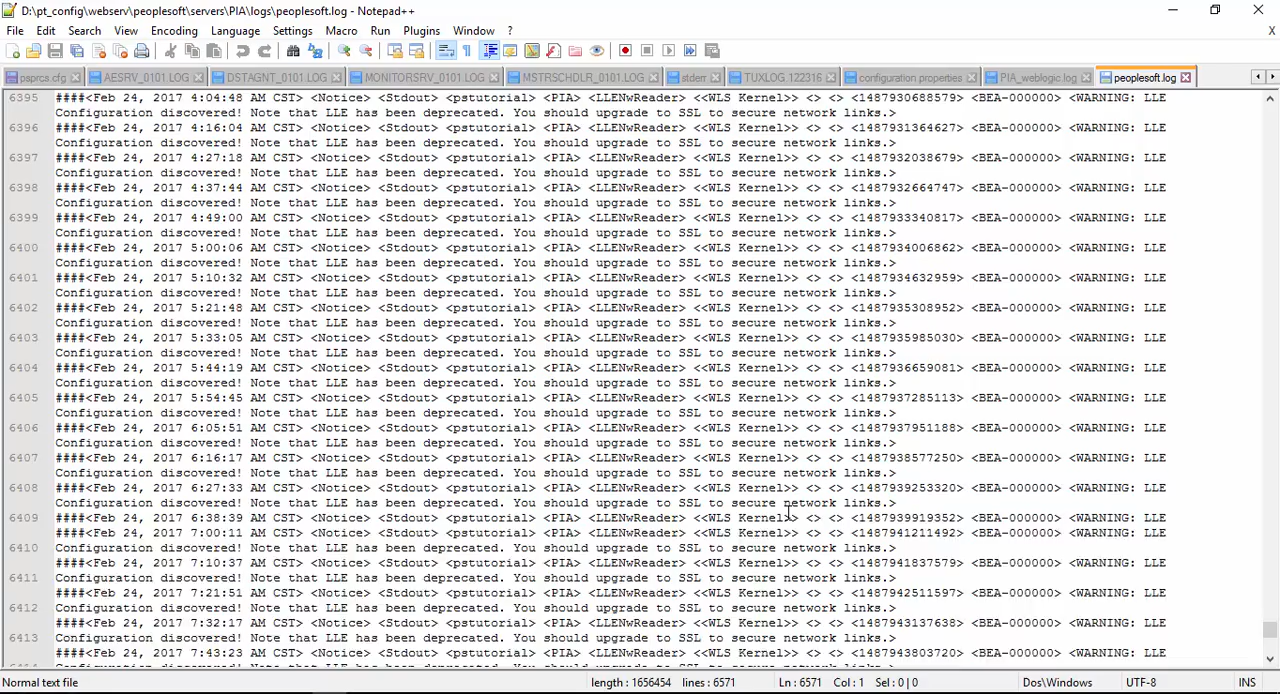 D:\pt_config\webserv\peoplesoft\servers\PIA\logs\peoplesoft.log - Notepad++
File Edit Search View Encoding Language Settings Macro Run Plugins Window ? X
psprcs.cfg AESRV_0101.LOG DSTAGNT_0101.LOG MONITORSRV_0101.LOG MSTRSCHDLR_0101.LOG stderr TUXLOG.122316 configuration.properties PIA_weblogic.log peoplesoft.log
6395 ####<Feb 24, 2017 4:04:48 AM CST> <Notice> <Stdout> <pstutorial> <PIA> <LLENwReader> <<WLS Kernel>> <> <> <1487930688579> <BEA-000000> <WARNING: LLE
Configuration discovered! Note that LLE has been deprecated. You should upgrade to SSL to secure network links.>
6396 ####<Feb 24, 2017 4:16:04 AM CST> <Notice> <Stdout> <pstutorial> <PIA> <LLENwReader> <<WLS Kernel>> <> <> <1487931364627> <BEA-000000> <WARNING: LLE
Configuration discovered! Note that LLE has been deprecated. You should upgrade to SSL to secure network links.>
6397 ####<Feb 24, 2017 4:27:18 AM CST> <Notice> <Stdout> <pstutorial> <PIA> <LLENwReader> <<WLS Kernel>> <> <> <1487932038679> <BEA-000000> <WARNING: LLE
Configuration discovered! Note that LLE has been deprecated. You should upgrade to SSL to secure network links.>
6398 ####<Feb 24, 2017 4:37:44 AM CST> <Notice> <Stdout> <pstutorial> <PIA> <LLENwReader> <<WLS Kernel>> <> <> <1487932664747> <BEA-000000> <WARNING: LLE
Configuration discovered! Note that LLE has been deprecated. You should upgrade to SSL to secure network links.>
6399 ####<Feb 24, 2017 4:49:00 AM CST> <Notice> <Stdout> <pstutorial> <PIA> <LLENwReader> <<WLS Kernel>> <> <> <1487933340817> <BEA-000000> <WARNING: LLE
Configuration discovered! Note that LLE has been deprecated. You should upgrade to SSL to secure network links.>
6400 ####<Feb 24, 2017 5:00:06 AM CST> <Notice> <Stdout> <pstutorial> <PIA> <LLENwReader> <<WLS Kernel>> <> <> <1487934006862> <BEA-000000> <WARNING: LLE
Configuration discovered! Note that LLE has been deprecated. You should upgrade to SSL to secure network links.>
6401 ####<Feb 24, 2017 5:10:32 AM CST> <Notice> <Stdout> <pstutorial> <PIA> <LLENwReader> <<WLS Kernel>> <> <> <1487934632959> <BEA-000000> <WARNING: LLE
Configuration discovered! Note that LLE has been deprecated. You should upgrade to SSL to secure network links.>
6402 ####<Feb 24, 2017 5:21:48 AM CST> <Notice> <Stdout> <pstutorial> <PIA> <LLENwReader> <<WLS Kernel>> <> <> <1487935308952> <BEA-000000> <WARNING: LLE
Configuration discovered! Note that LLE has been deprecated. You should upgrade to SSL to secure network links.>
6403 ####<Feb 24, 2017 5:33:05 AM CST> <Notice> <Stdout> <pstutorial> <PIA> <LLENwReader> <<WLS Kernel>> <> <> <1487935985030> <BEA-000000> <WARNING: LLE
Configuration discovered! Note that LLE has been deprecated. You should upgrade to SSL to secure network links.>
6404 ####<Feb 24, 2017 5:44:19 AM CST> <Notice> <Stdout> <pstutorial> <PIA> <LLENwReader> <<WLS Kernel>> <> <> <1487936659081> <BEA-000000> <WARNING: LLE
Configuration discovered! Note that LLE has been deprecated. You should upgrade to SSL to secure network links.>
6405 ####<Feb 24, 2017 5:54:45 AM CST> <Notice> <Stdout> <pstutorial> <PIA> <LLENwReader> <<WLS Kernel>> <> <> <1487937285113> <BEA-000000> <WARNING: LLE
Configuration discovered! Note that LLE has been deprecated. You should upgrade to SSL to secure network links.>
6406 ####<Feb 24, 2017 6:05:51 AM CST> <Notice> <Stdout> <pstutorial> <PIA> <LLENwReader> <<WLS Kernel>> <> <> <1487937951188> <BEA-000000> <WARNING: LLE
Configuration discovered! Note that LLE has been deprecated. You should upgrade to SSL to secure network links.>
6407 ####<Feb 24, 2017 6:16:17 AM CST> <Notice> <Stdout> <pstutorial> <PIA> <LLENwReader> <<WLS Kernel>> <> <> <1487938577250> <BEA-000000> <WARNING: LLE
Configuration discovered! Note that LLE has been deprecated. You should upgrade to SSL to secure network links.>
6408 ####<Feb 24, 2017 6:27:33 AM CST> <Notice> <Stdout> <pstutorial> <PIA> <LLENwReader> <<WLS Kernel>> <> <> <1487939253320> <BEA-000000> <WARNING: LLE
Configuration discovered! Note that LLE has been deprecated. You should upgrade to SSL to secure network links.>
6409 ####<Feb 24, 2017 6:38:39 AM CST> <Notice> <Stdout> <pstutorial> <PIA> <LLENwReader> <<WLS Kernel>> <> <> <1487939919352> <BEA-000000> <WARNING: LLE
####<Feb 24, 2017 7:00:11 AM CST> <Notice> <Stdout> <pstutorial> <PIA> <LLENwReader> <<WLS Kernel>> <> <> <1487941211492> <BEA-000000> <WARNING: LLE
6410 Configuration discovered! Note that LLE has been deprecated. You should upgrade to SSL to secure network links.>
####<Feb 24, 2017 7:10:37 AM CST> <Notice> <Stdout> <pstutorial> <PIA> <LLENwReader> <<WLS Kernel>> <> <> <1487941837579> <BEA-000000> <WARNING: LLE
6411 Configuration discovered! Note that LLE has been deprecated. You should upgrade to SSL to secure network links.>
####<Feb 24, 2017 7:21:51 AM CST> <Notice> <Stdout> <pstutorial> <PIA> <LLENwReader> <<WLS Kernel>> <> <> <1487942511597> <BEA-000000> <WARNING: LLE
6412 Configuration discovered! Note that LLE has been deprecated. You should upgrade to SSL to secure network links.>
####<Feb 24, 2017 7:32:17 AM CST> <Notice> <Stdout> <pstutorial> <PIA> <LLENwReader> <<WLS Kernel>> <> <> <1487943137638> <BEA-000000> <WARNING: LLE
6413 Configuration discovered! Note that LLE has been deprecated. You should upgrade to SSL to secure network links.>
####<Feb 24, 2017 7:43:23 AM CST> <Notice> <Stdout> <pstutorial> <PIA> <LLENwReader> <<WLS Kernel>> <> <> <1487943803720> <BEA-000000> <WARNING: LLE
Normal text file length : 1656454 lines : 6571 Ln : 6571 Col : 1 Sel : 0 | 0 Dos\Windows UTF-8 INS